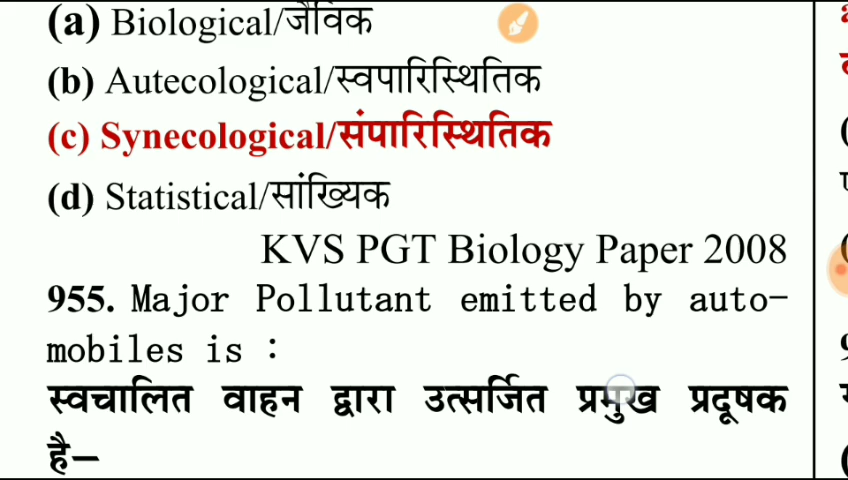 (a) Biological/जैविक
(b) Autecological/स्वपारिस्थितिक
(c) Synecological/संपारिस्थितिक
(d) Statistical/सांख्यिक
KVS PGT Biology Paper 2008
955. Major Pollutant emitted by auto-
mobiles is :
स्वचालित वाहन द्वारा उत्सर्जित प्रमुख प्रदूषक
है–